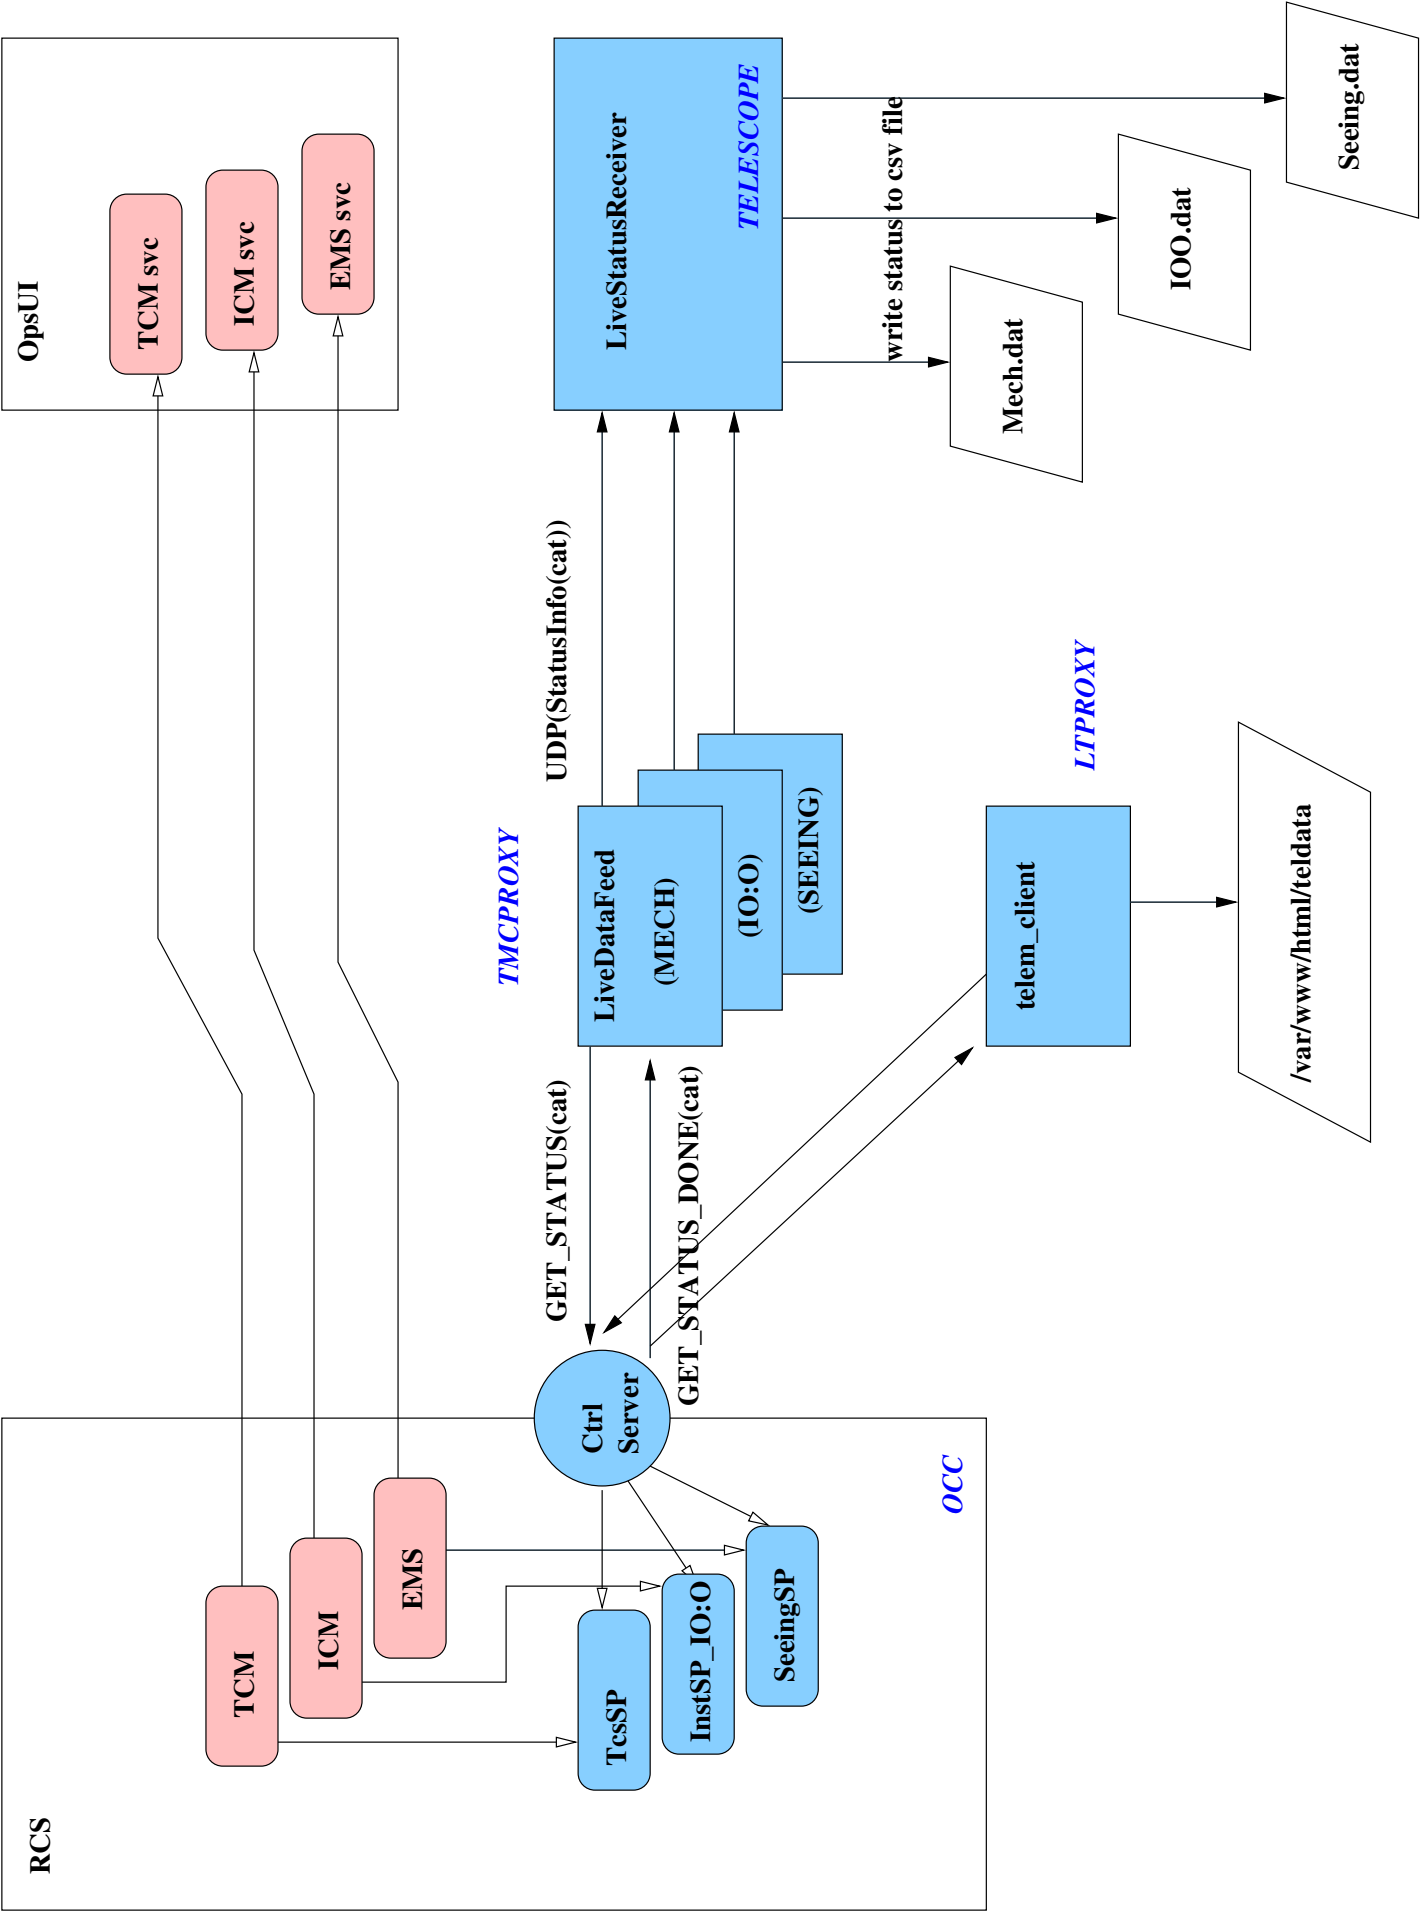 RCS
TCM
ICM
EMS
TcsSP
InstSP_IO:O
SeeingSP
OCC
Ctrl
Server
GET_STATUS(cat)
GET_STATUS_DONE(cat)
TMCPROXY
LiveDataFeed
(MECH)
(IO:O)
(SEEING)
UDP(StatusInfo(cat))
telem_client
LTPROXY
/var/www/html/teldata
OpsUI
TCM svc
ICM svc
EMS svc
LiveStatusReceiver
TELESCOPE
write status to csv file
Mech.dat
IOO.dat
Seeing.dat